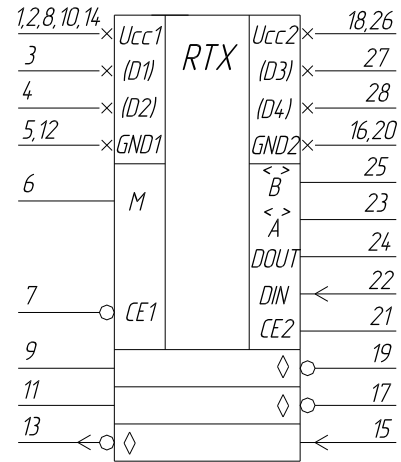 1,2,8,10,14 Ucc1 RTX Ucc2 18,26
3 (D1) (D3) 27
4 (D2) (D4) 28
5,12 GND1 GND2 16,20
6 M < > B 25
< > A 23
DOUT 24
7 CE1 DIN 22
CE2 21
9 19
11 17
13 15